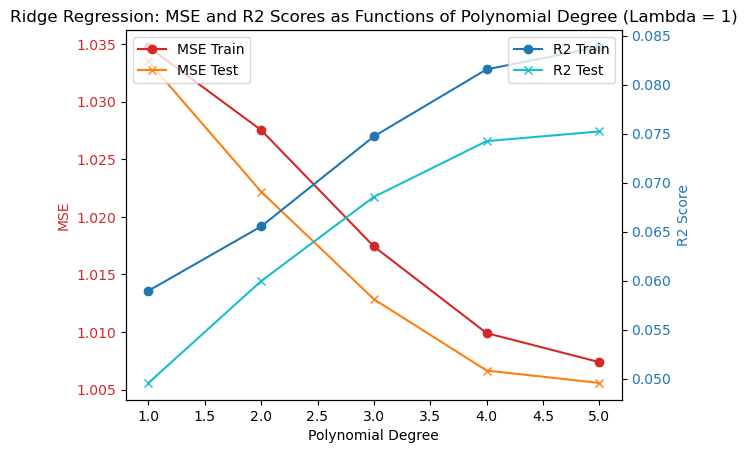 Ridge Regression: MSE and R2 Scores as Functions of Polynomial Degree (Lambda = 1)
MSE Train
MSE Test
R2 Train
R2 Test
1.035
1.030
1.025
1.020
1.015
1.010
1.005
MSE
0.085
0.080
0.075
0.070
0.065
0.060
0.055
0.050
R2 Score
1.0 1.5 2.0 2.5 3.0 3.5 4.0 4.5 5.0
Polynomial Degree